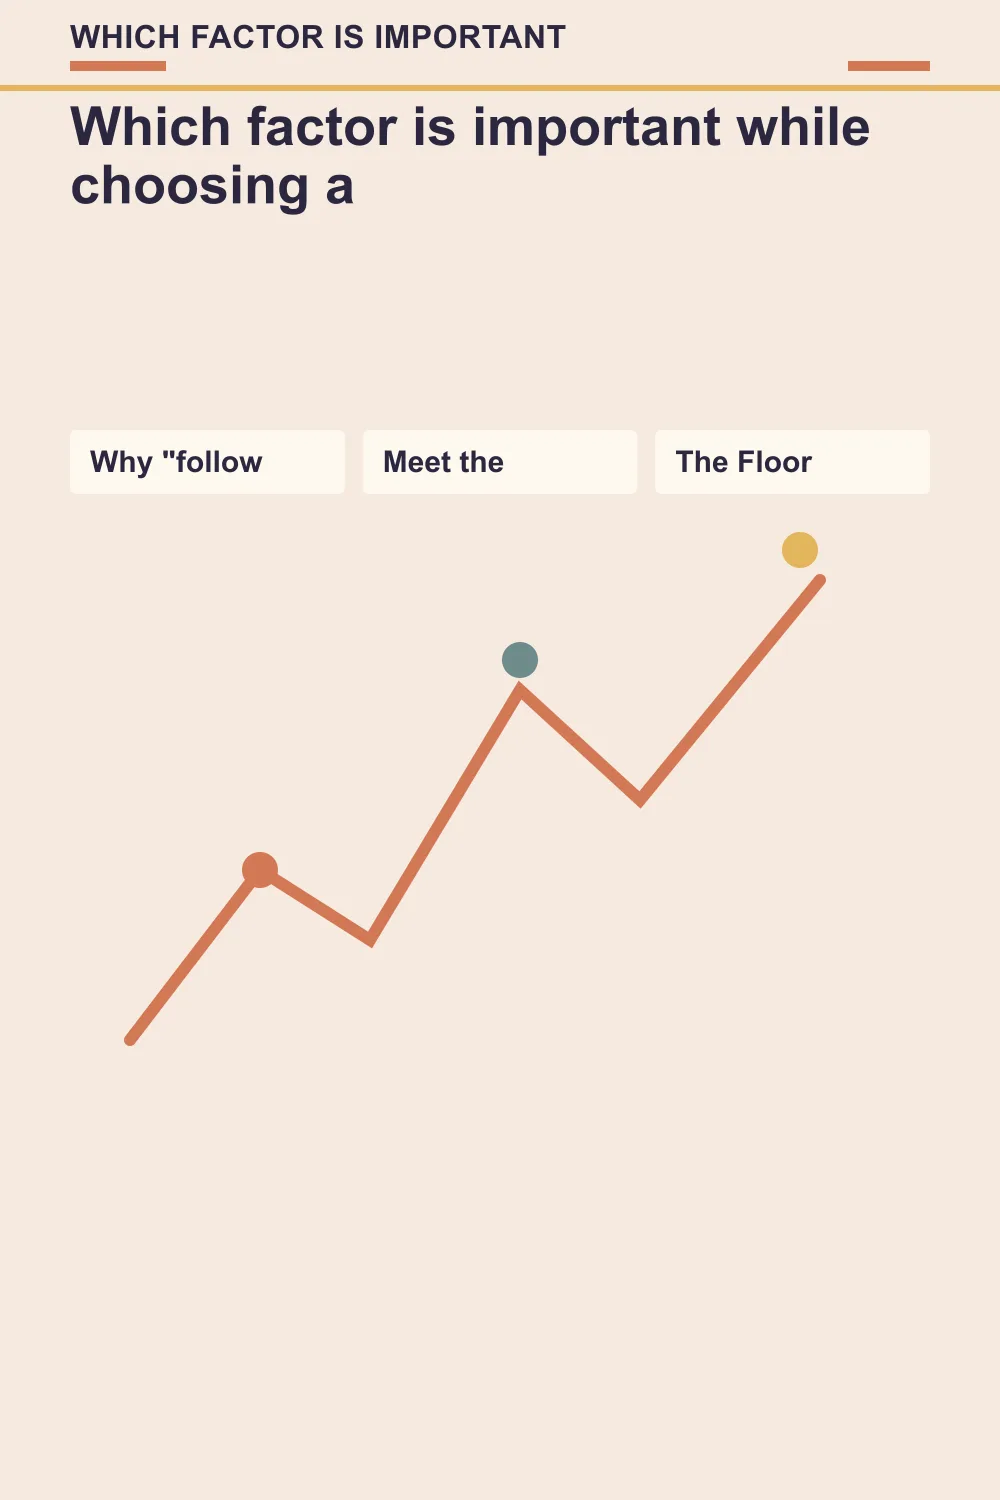 WHICH FACTOR IS IMPORTANT
Which factor is important while
choosing a
Why "follow
Meet the
The Floor